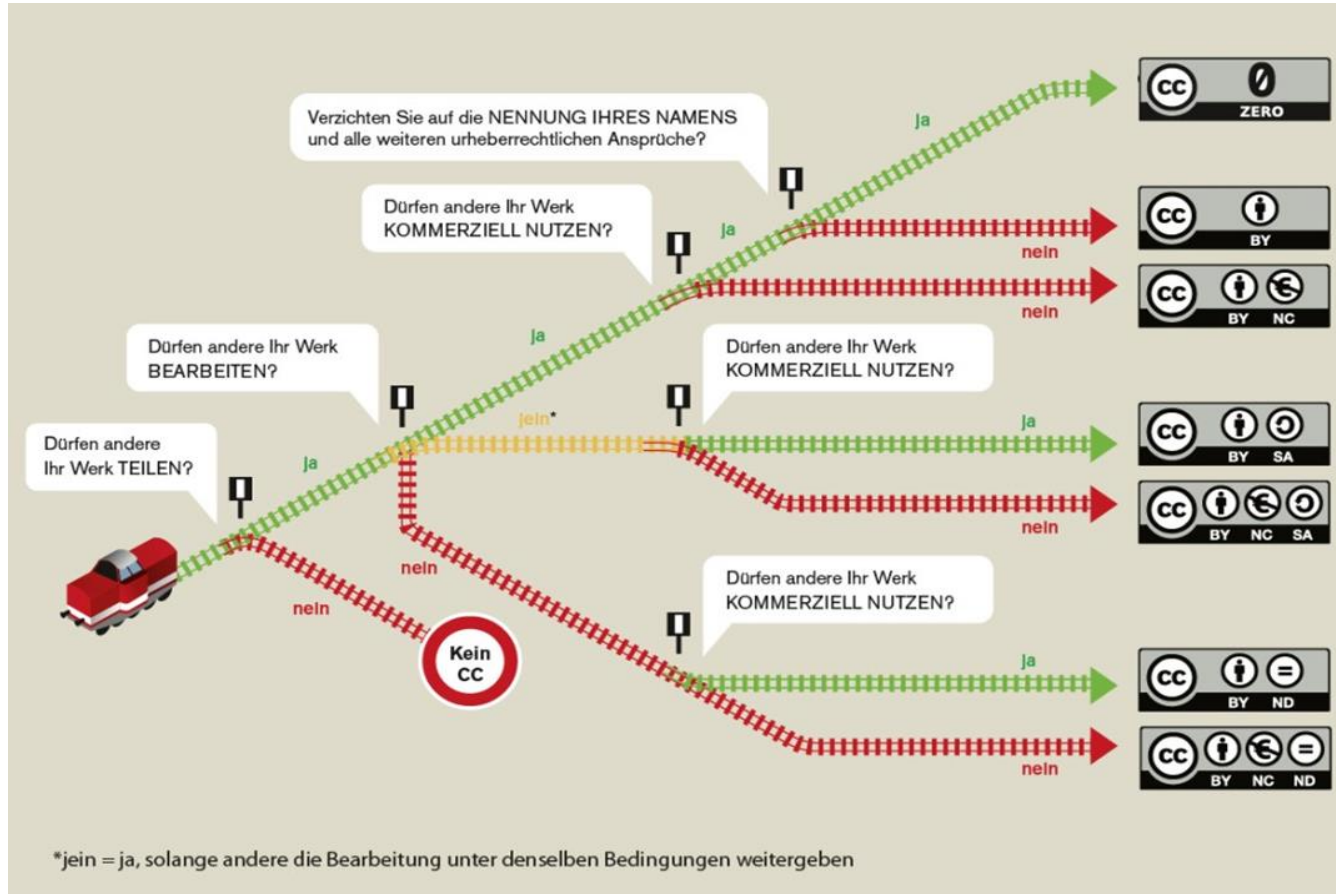 Verzichten Sie auf die NENNUNG IHRES NAMENS
und alle weiteren urheberrechtlichen Ansprüche?
ja
cc 0
ZERO
Dürfen andere Ihr Werk
KOMMERZIELL NUTZEN?
ja
nein
cc
BY
nein
cc €
BY NC
Dürfen andere Ihr Werk
BEARBEITEN?
ja
Dürfen andere Ihr Werk
KOMMERZIELL NUTZEN?
jein*
ja
cc
BY SA
nein
cc €
BY NC SA
Dürfen andere
Ihr Werk TEILEN?
ja
nein
nein
Kein
CC
Dürfen andere Ihr Werk
KOMMERZIELL NUTZEN?
ja
cc =
BY ND
nein
cc € =
BY NC ND
*jein = ja, solange andere die Bearbeitung unter denselben Bedingungen weitergeben